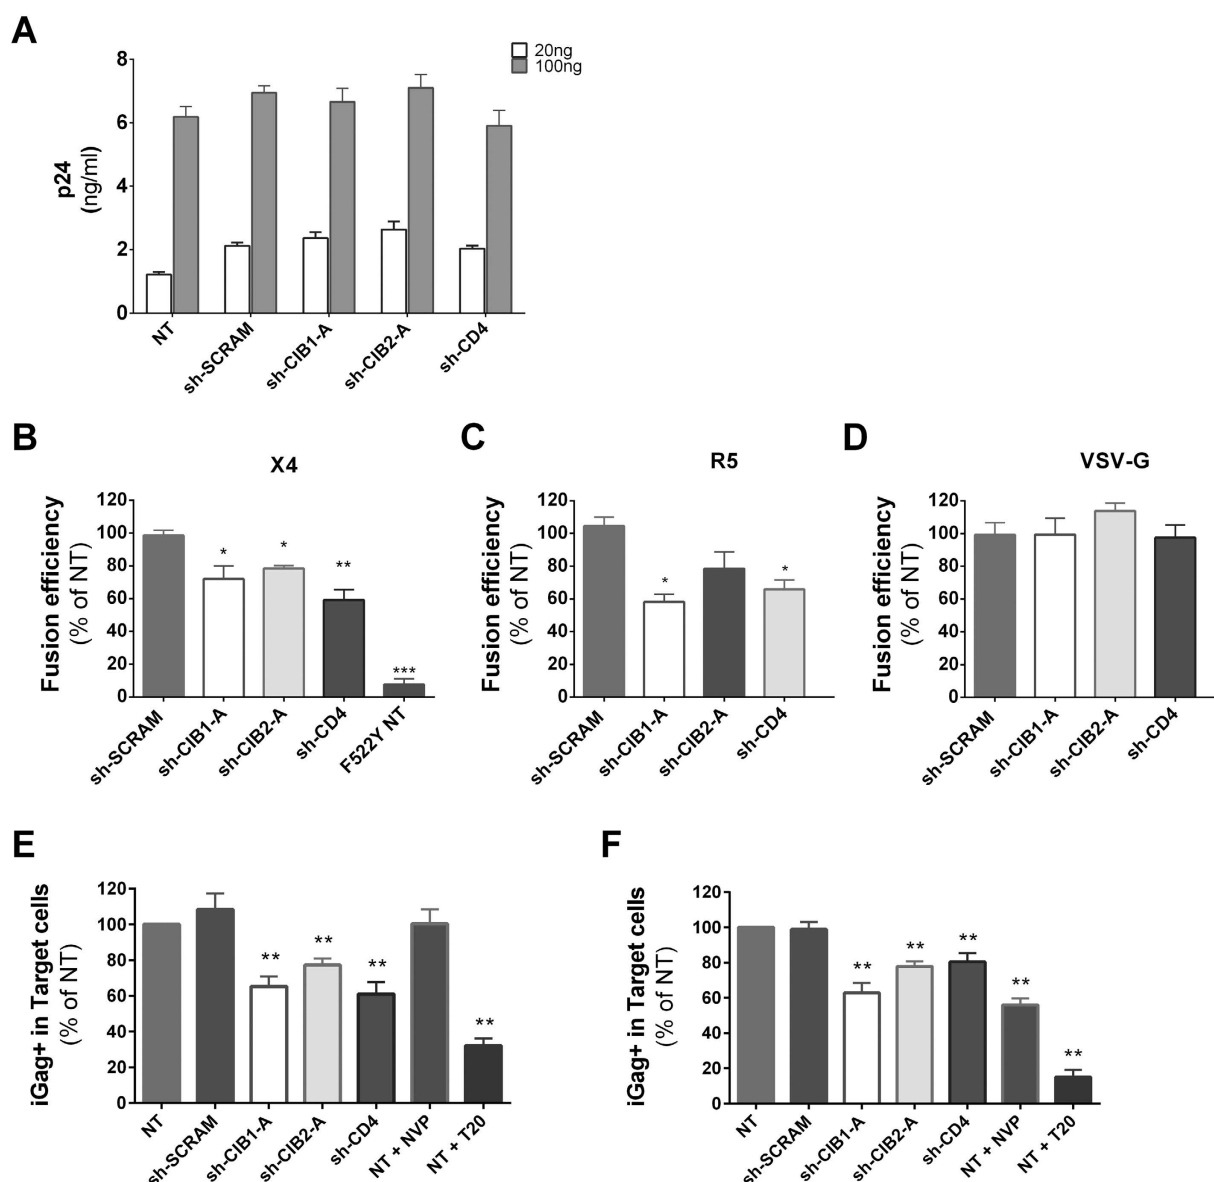 A
20ng
100ng
8
6
4
2
0
p24
(ng/ml)
NT
sh-SCRAM
sh-CIB1-A
sh-CIB2-A
sh-CD4
B
X4
Fusion efficiency
(% of NT)
120
100
80
60
40
20
0
*
*
**
***
sh-SCRAM
sh-CIB1-A
sh-CIB2-A
sh-CD4
F522Y NT
C
R5
Fusion efficiency
(% of NT)
120
100
80
60
40
20
0
*
*
sh-SCRAM
sh-CIB1-A
sh-CIB2-A
sh-CD4
D
VSV-G
Fusion efficiency
(% of NT)
120
100
80
60
40
20
0
sh-SCRAM
sh-CIB1-A
sh-CIB2-A
sh-CD4
E
iGag+ in Target cells
(% of NT)
120
100
80
60
40
20
0
**
**
**
**
NT
sh-SCRAM
sh-CIB1-A
sh-CIB2-A
sh-CD4
NT + NVP
NT + T20
F
iGag+ in Target cells
(% of NT)
120
100
80
60
40
20
0
**
**
**
**
**
NT
sh-SCRAM
sh-CIB1-A
sh-CIB2-A
sh-CD4
NT + NVP
NT + T20